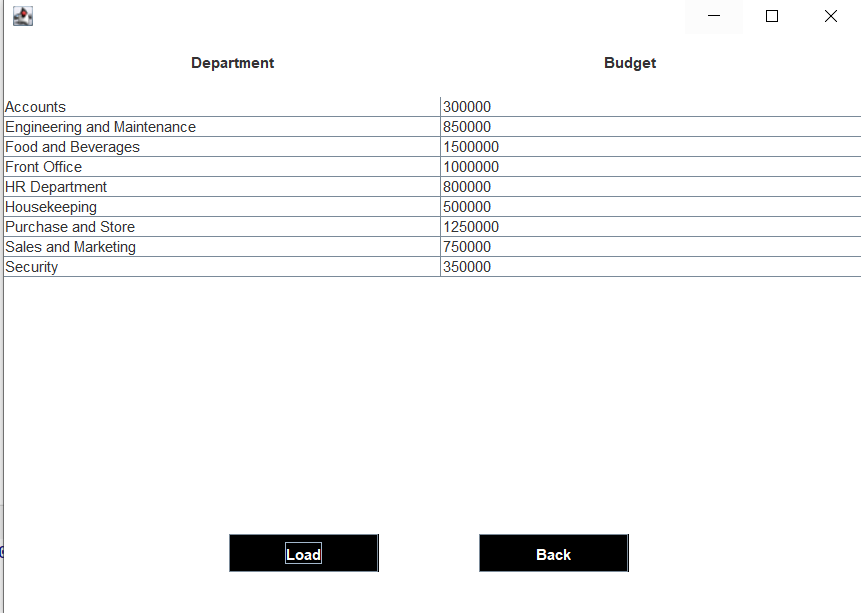 Department Budget
Accounts 300000
Engineering and Maintenance 850000
Food and Beverages 1500000
Front Office 1000000
HR Department 800000
Housekeeping 500000
Purchase and Store 1250000
Sales and Marketing 750000
Security 350000
Load Back